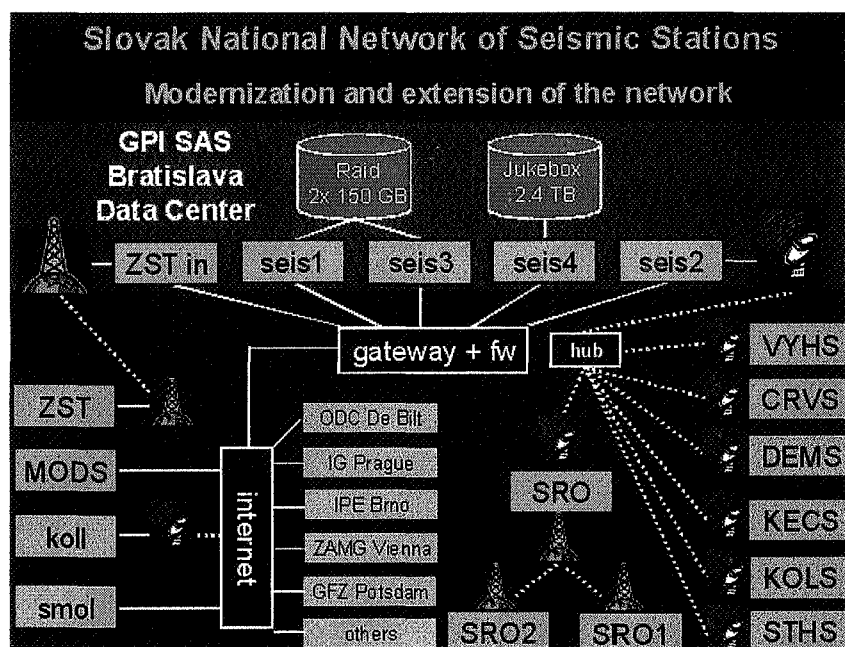 Slovak National Network of Seismic Stations
Modernization and extension of the network
GPI SAS
Bratislava
Data Center
Raid
2x 150 GB
Jukebox
2.4 TB
ZST in
seis1
seis3
seis4
seis2
gateway + fw
hub
VYHS
ZST
CRVS
MODS
DEMS
koll
KECS
smol
KOLS
STHS
internet
ODC De Bilt
IG Prague
IPE Brno
ZAMG Vienna
GFZ Potsdam
others
SRO
SRO2
SRO1